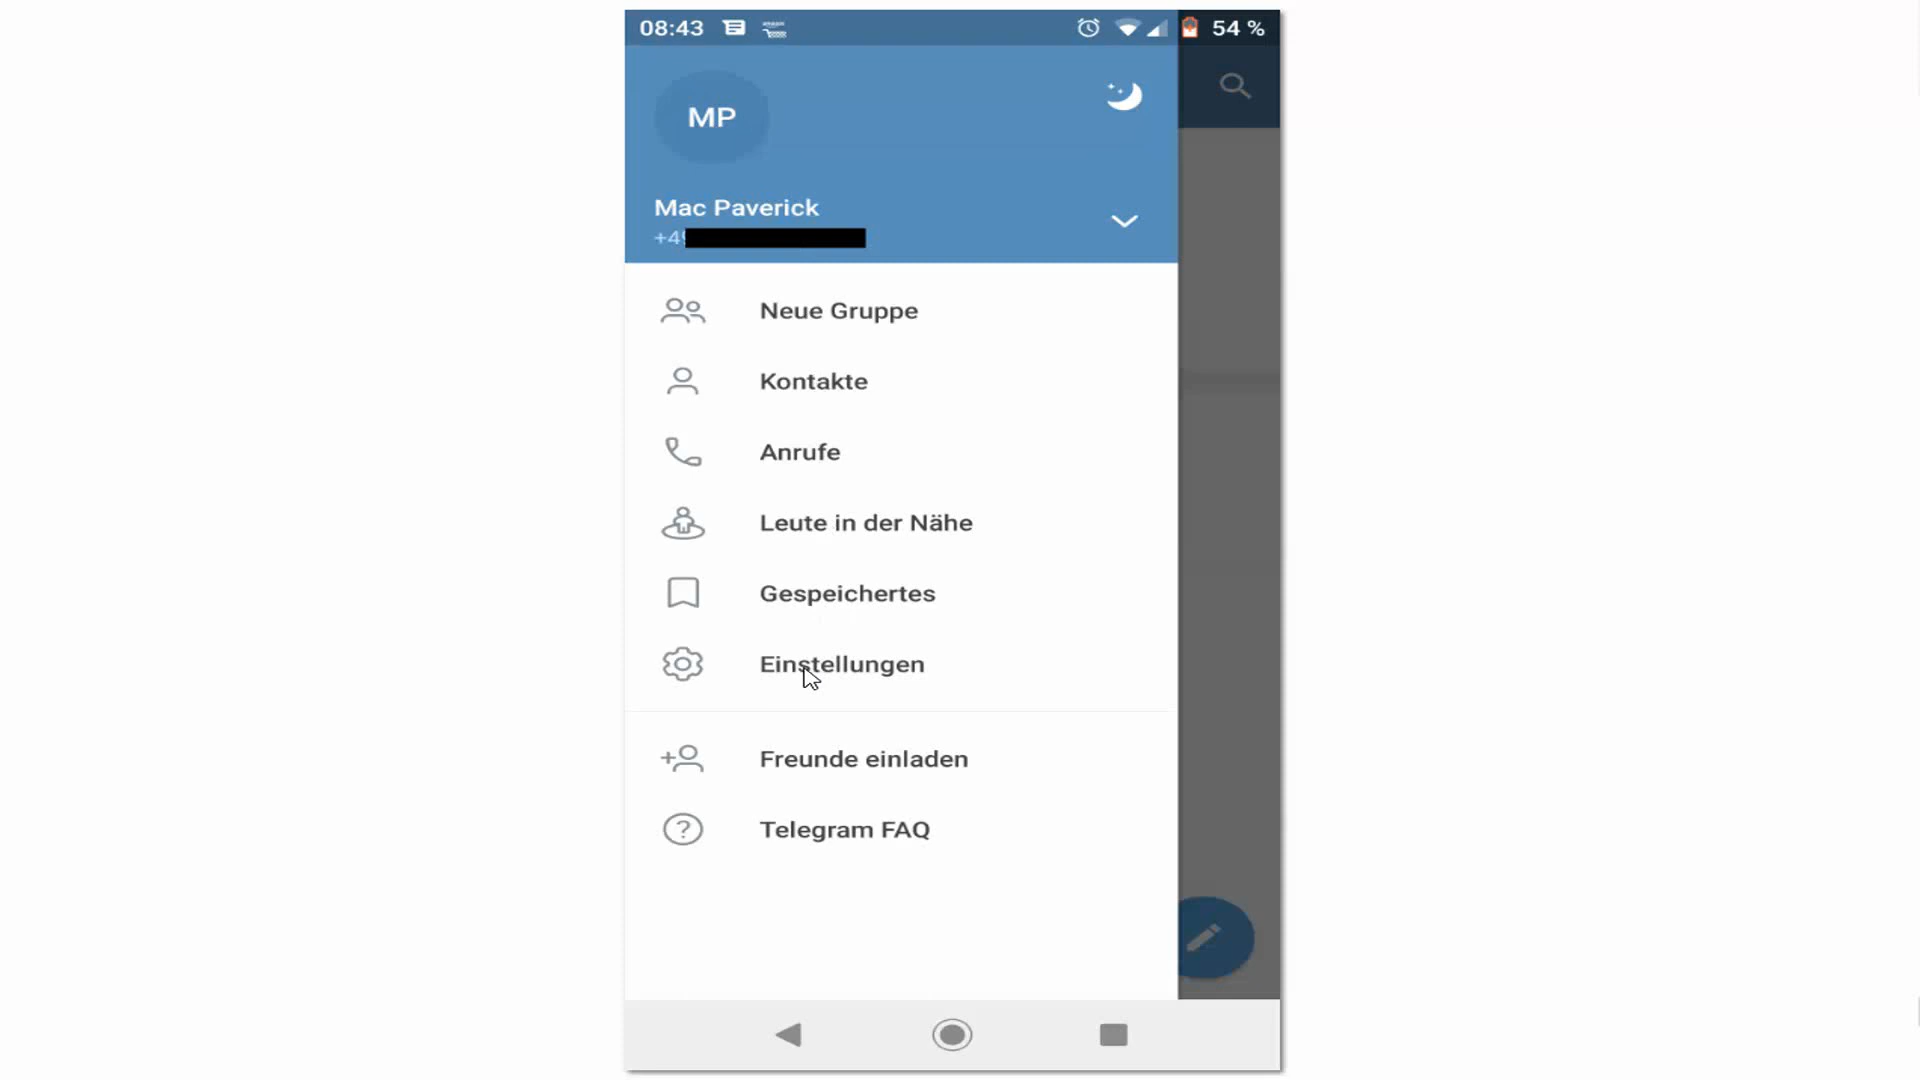 08:43
54 %
MP
Mac Paverick
+49
Neue Gruppe
Kontakte
Anrufe
Leute in der Nähe
Gespeichertes
Einstellungen
Freunde einladen
Telegram FAQ